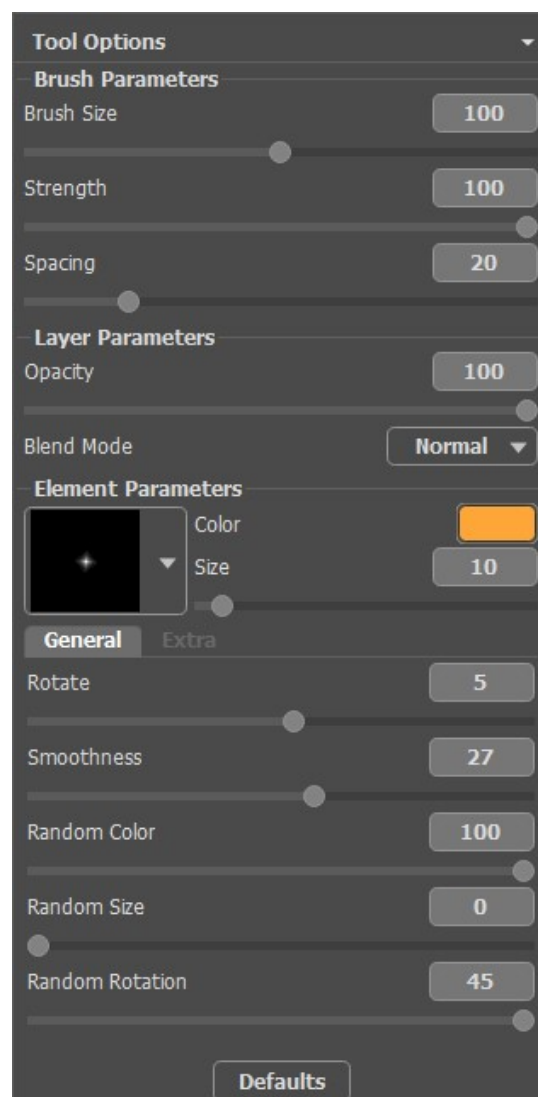 Tool Options
Brush Parameters
Brush Size 100
Strength 100
Spacing 20
Layer Parameters
Opacity 100
Blend Mode Normal
Element Parameters
Color
Size 10
General Extra
Rotate 5
Smoothness 27
Random Color 100
Random Size 0
Random Rotation 45
Defaults